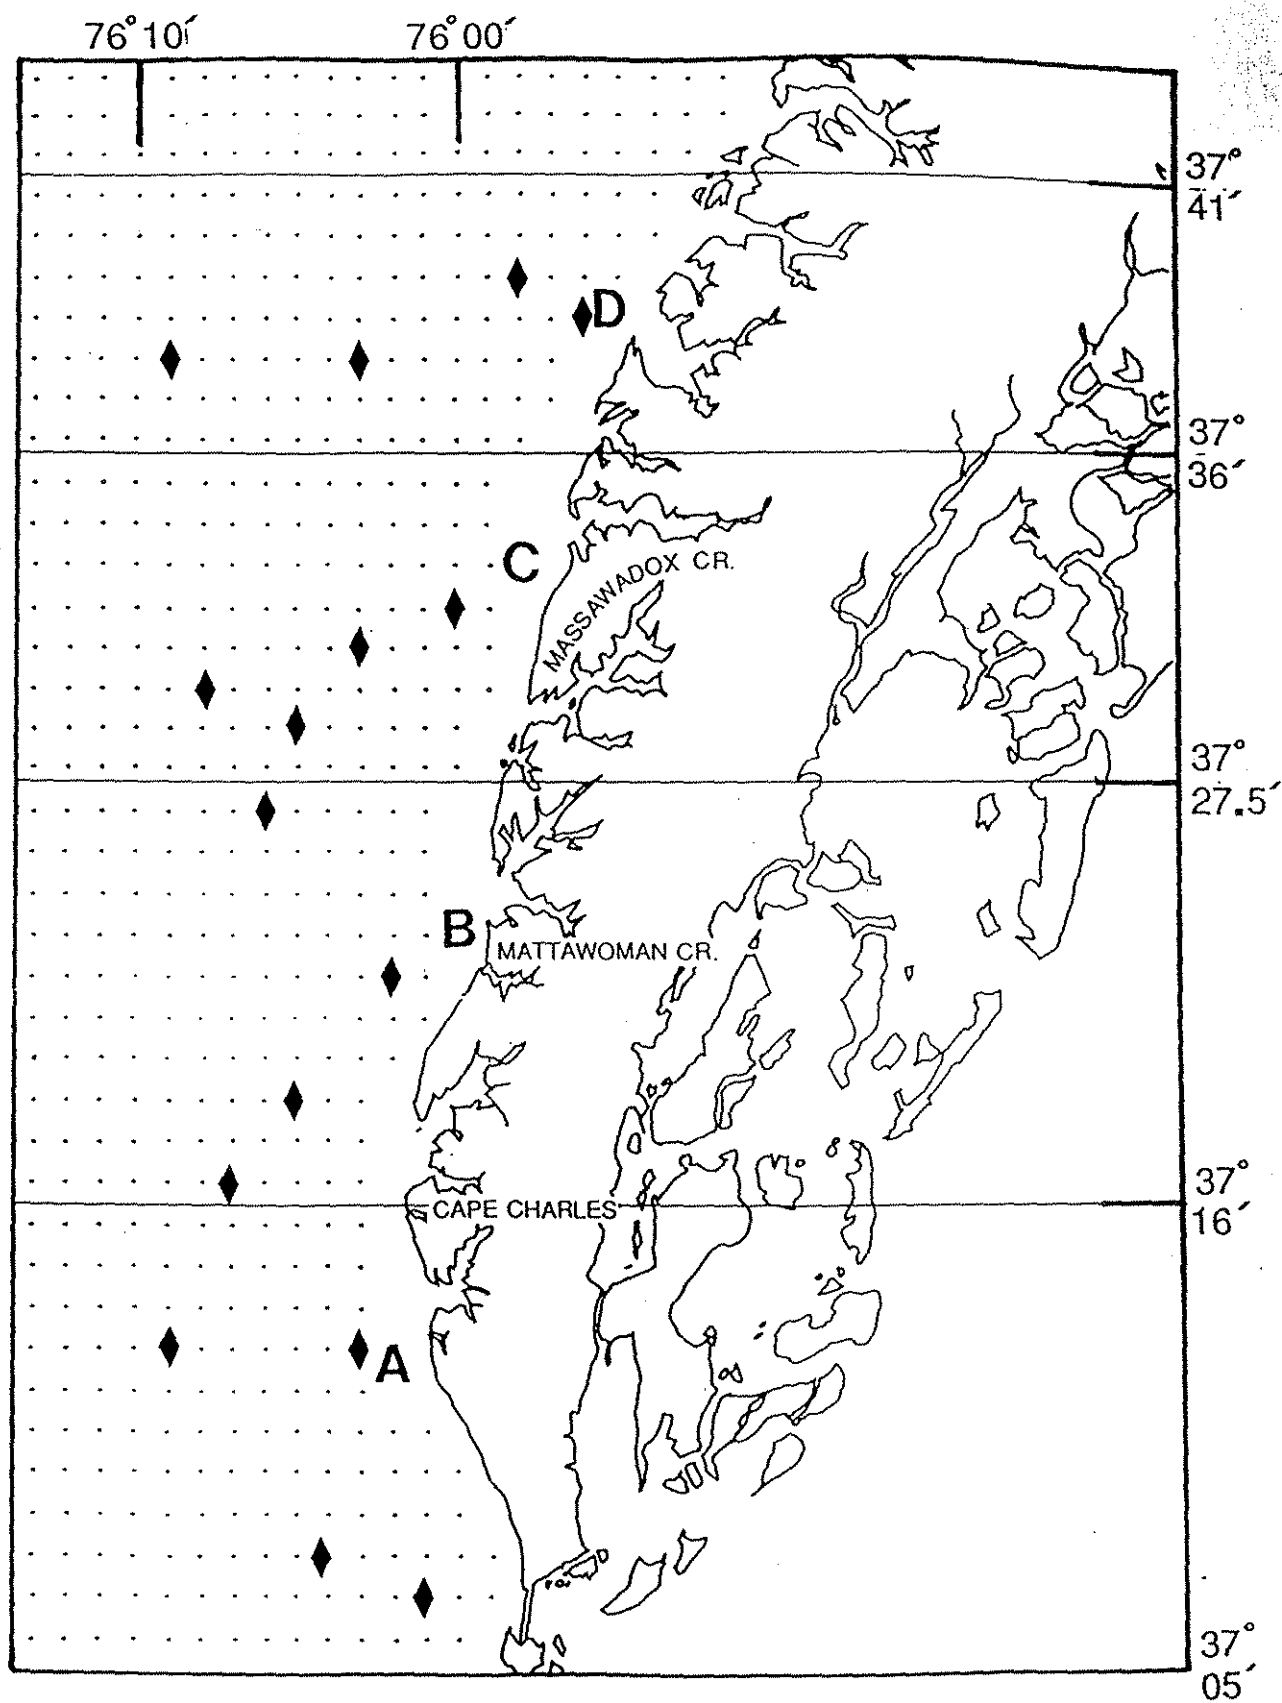 76°10′ 76°00′
37°
41′
D
37°
36′
C
MASSAWADOX CR.
37°
27.5′
B
MATTAWOMAN CR.
37°
16′
CAPE CHARLES
A
37°
05′